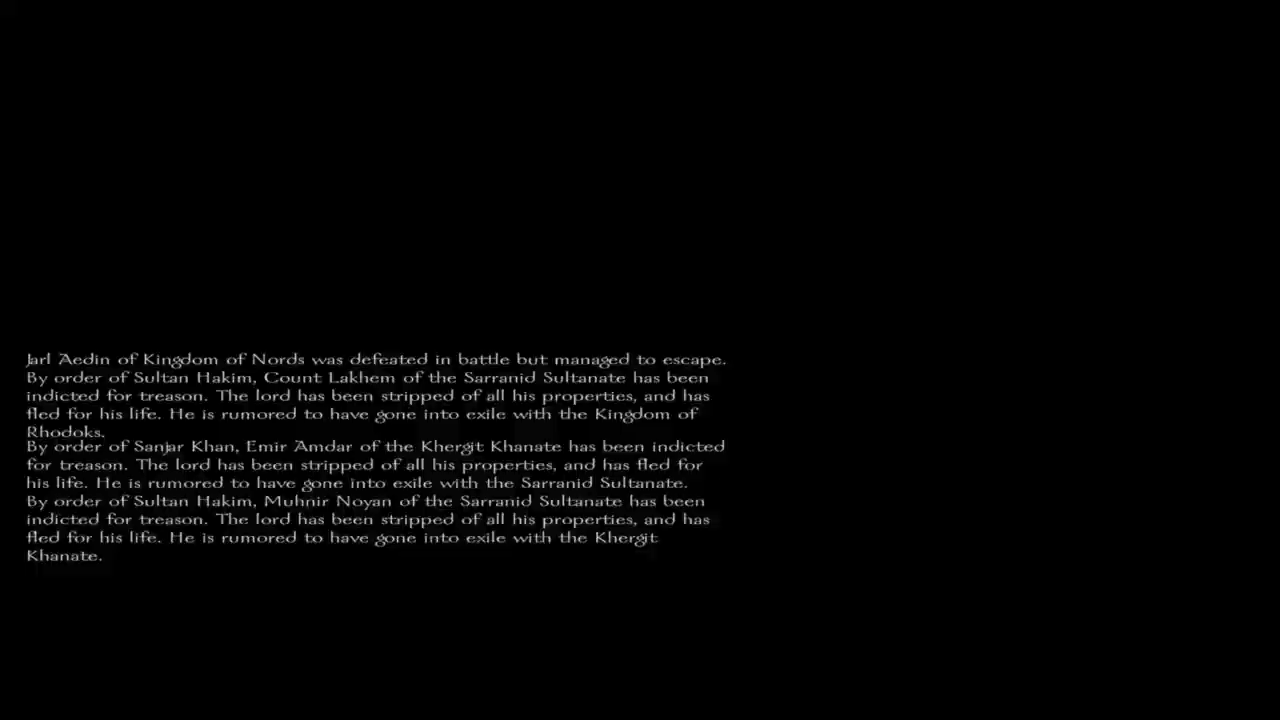 Jarl Aedin of Kingdom of Nords was defeated in battle but managed to escape.
By order of Sultan Hakim, Count Lakhem of the Sarranid Sultanate has been
indicted for treason. The lord has been stripped of all his properties, and has
fled for his life. He is rumored to have gone into exile with the Kingdom of
Rhodoks.
By order of Sanjar Khan, Emir Amdar of the Khergit Khanate has been indicted
for treason. The lord has been stripped of all his properties, and has fled for
his life. He is rumored to have gone into exile with the Sarranid Sultanate.
By order of Sultan Hakim, Muhnir Noyan of the Sarranid Sultanate has been
indicted for treason. The lord has been stripped of all his properties, and has
fled for his life. He is rumored to have gone into exile with the Khergit
Khanate.